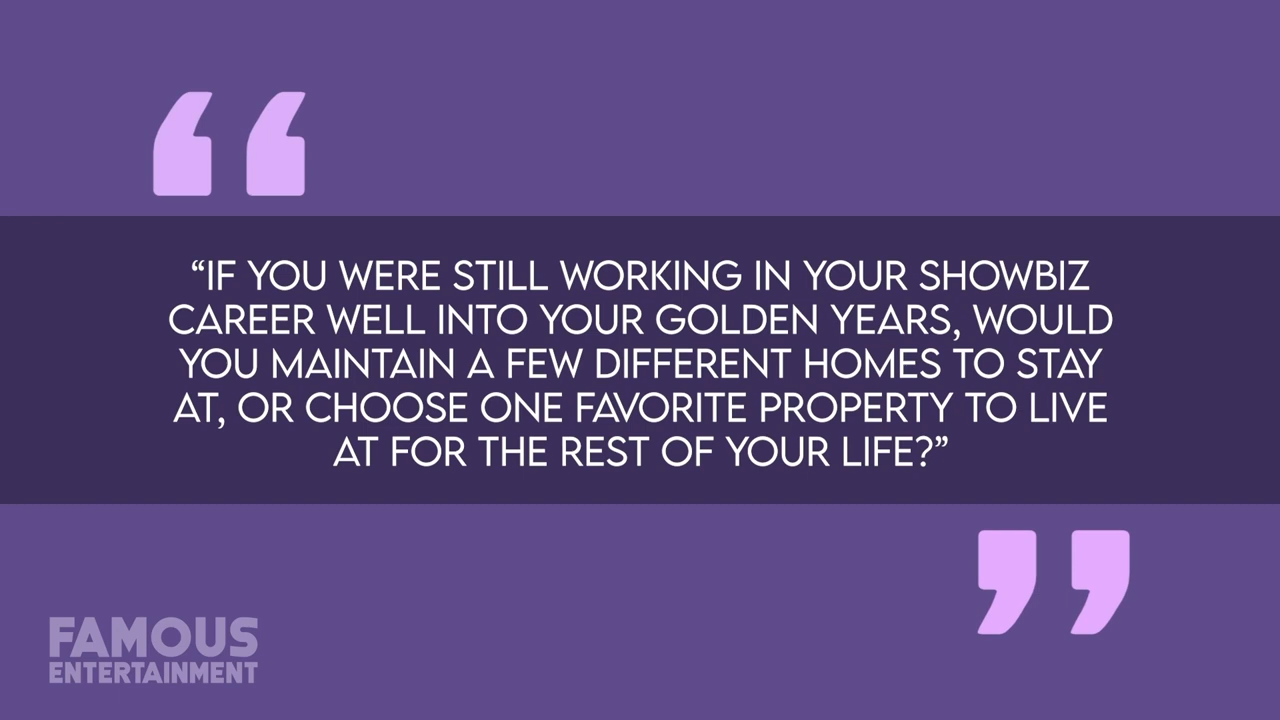 “IF YOU WERE STILL WORKING IN YOUR SHOWBIZ
CAREER WELL INTO YOUR GOLDEN YEARS, WOULD
YOU MAINTAIN A FEW DIFFERENT HOMES TO STAY
AT, OR CHOOSE ONE FAVORITE PROPERTY TO LIVE
AT FOR THE REST OF YOUR LIFE?”
FAMOUS
ENTERTAINMENT